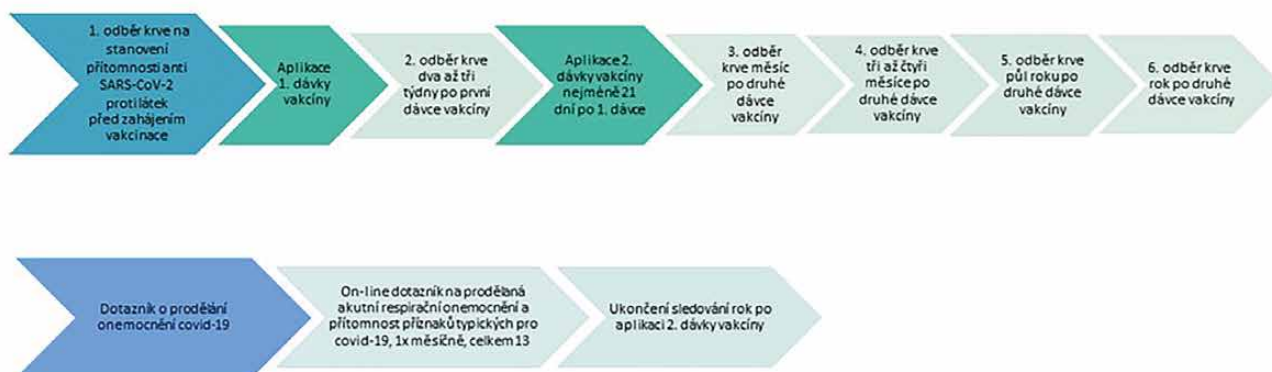 1. odběr krve na
stanovení
přítomnosti anti
SARS-CoV-2
protilátek
před zahájením
vakcinace
Aplikace
1. dávky
vakcíny
2. odběr krve
dva až tři
týdny po první
dávce vakcíny
Aplikace 2.
dávky vakcíny
nejméně 21
dní po 1. dávce
3. odběr
krve měsíc
po druhé
dávce
vakcíny
4. odběr krve
tři až čtyři
měsíce po
druhé dávce
vakcíny
5. odběr krve
půl roku po
druhé dávce
vakcíny
6. odběr krve
rok po druhé
dávce vakcíny
Dotazník o prodělání
onemocnění covid-19
On-line dotazník na prodělaná
akutní respirační onemocnění a
přítomnost příznaků typických pro
covid-19, 1x měsíčně, celkem 13
Ukončení sledování rok po
aplikaci 2. dávky vakcíny